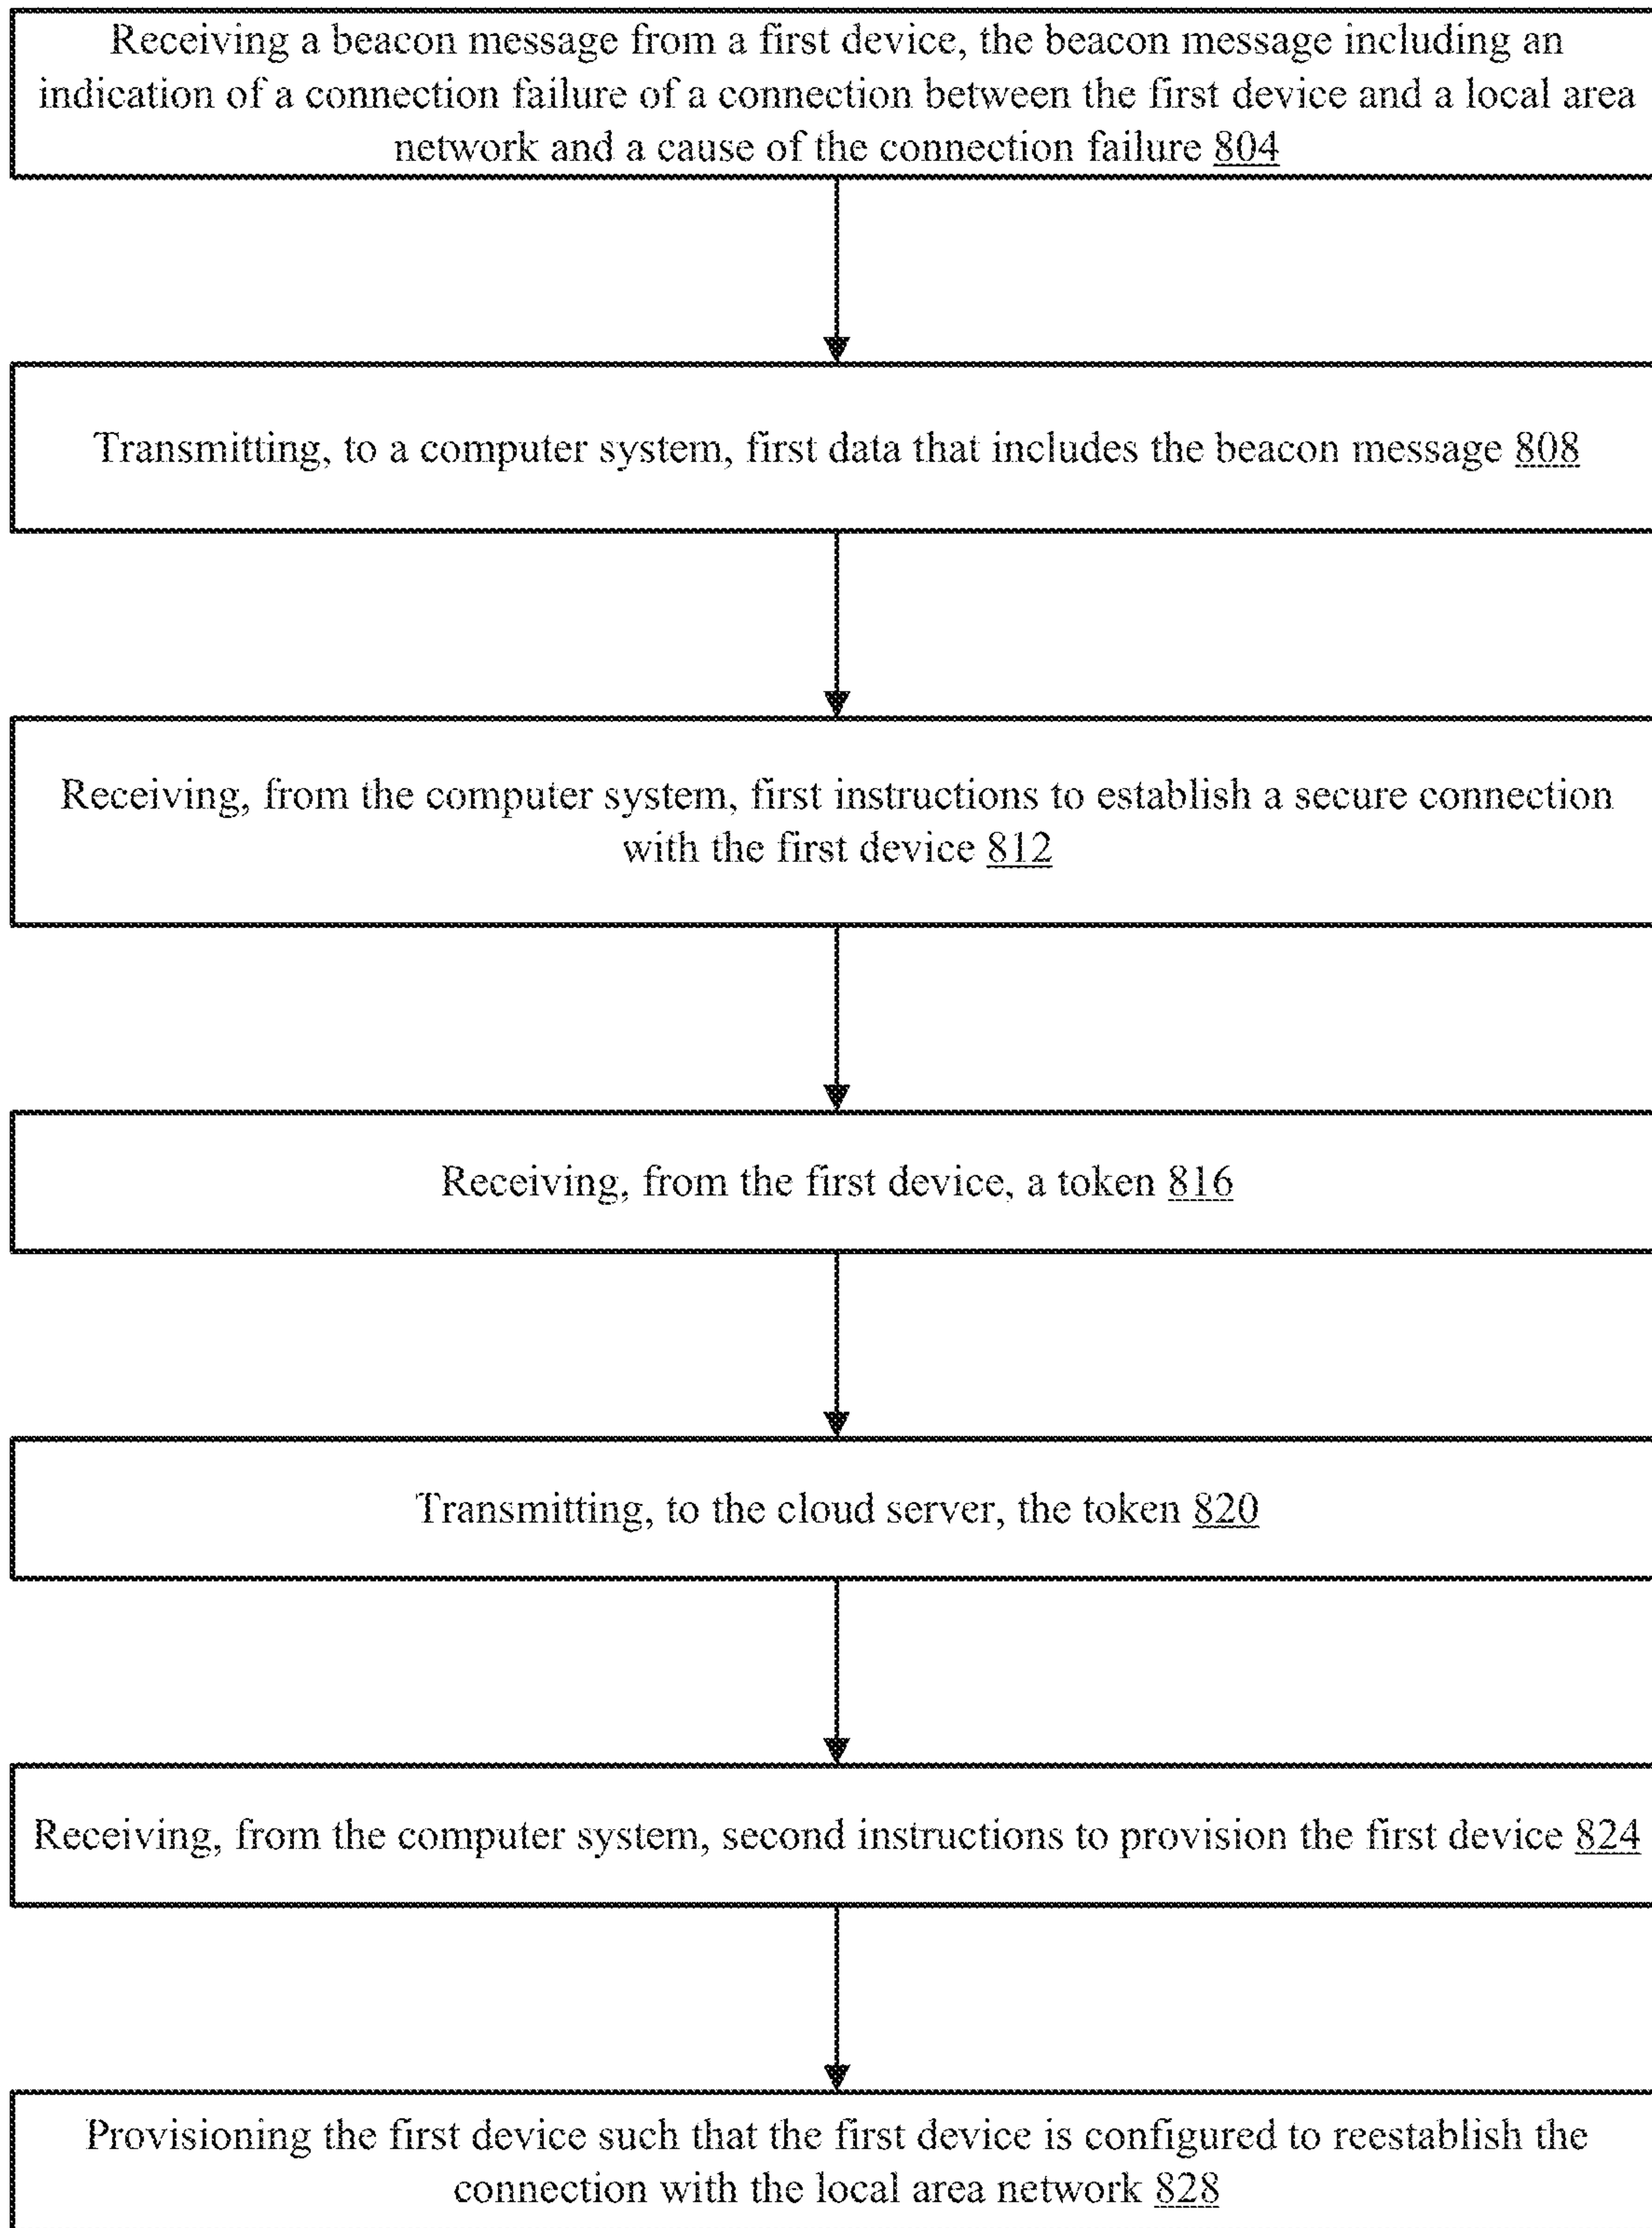 Receiving a beacon message from a first device, the beacon message including an
indication of a connection failure of a connection between the first device and a local area
network and a cause of the connection failure 804
Transmitting, to a computer system, first data that includes the beacon message 808
Receiving, from the computer system, first instructions to establish a secure connection
with the first device 812
Receiving, from the first device, a token 816
Transmitting, to the cloud server, the token 820
Receiving, from the computer system, second instructions to provision the first device 824
Provisioning the first device such that the first device is configured to reestablish the
connection with the local area network 828